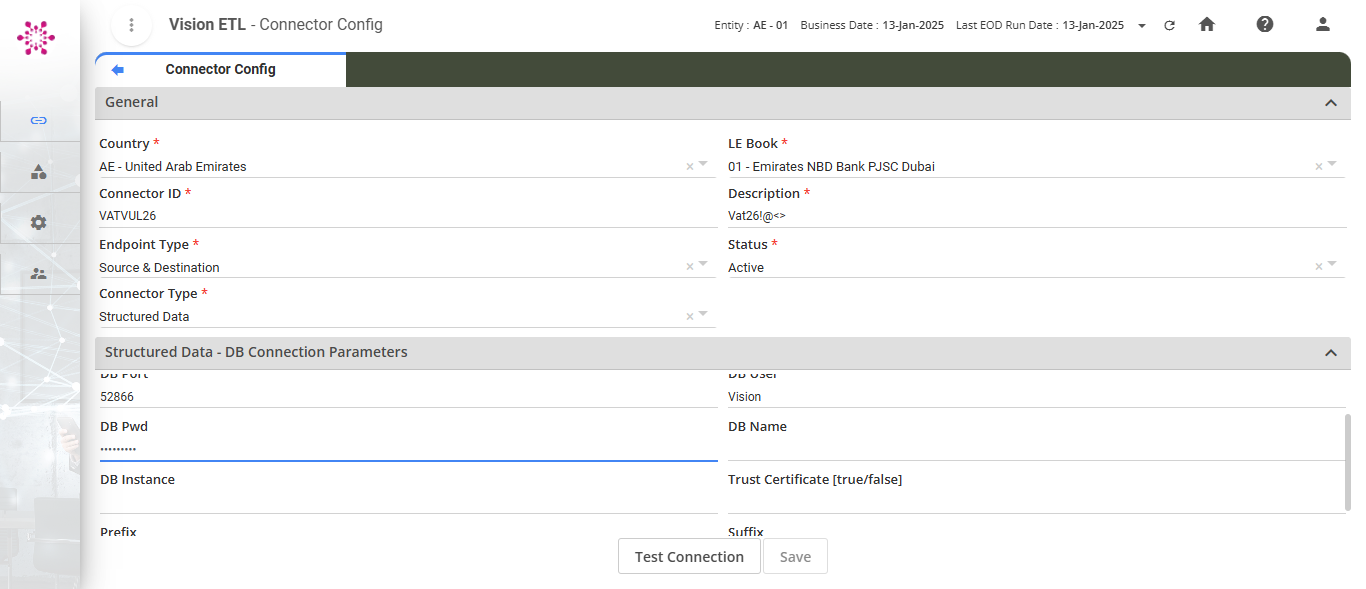 Vision ETL - Connector Config
Entity : AE - 01 Business Date : 13-Jan-2025 Last EOD Run Date : 13-Jan-2025
Connector Config
General
Country *
LE Book *
AE - United Arab Emirates
01 - Emirates NBD Bank PJSC Dubai
Connector ID *
Description *
VATVUL26
Vat26!@<>
Endpoint Type *
Status *
Source & Destination
Active
Connector Type *
Structured Data
Structured Data - DB Connection Parameters
DB Port
DB User
52866
Vision
DB Pwd
DB Name
•••••••••
DB Instance
Trust Certificate [true/false]
Prefix
Suffix
Test Connection
Save